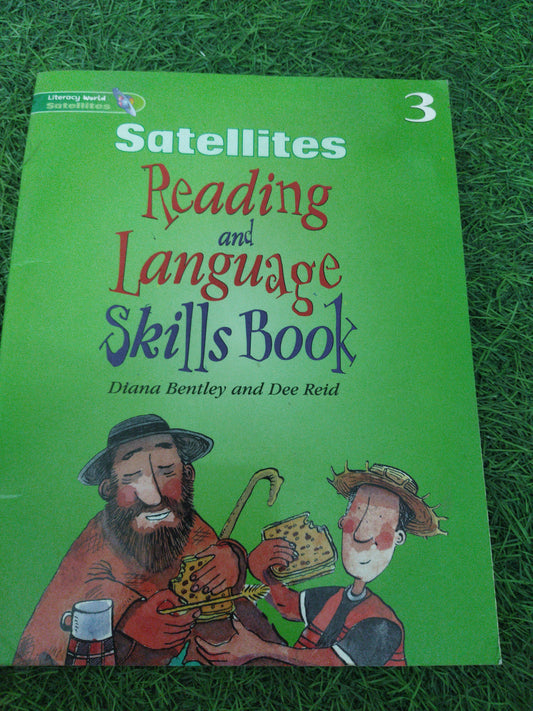 Literacy World
Satellites
3
Satellites
Reading
and
Language
Skills Book
Diana Bentley and Dee Reid